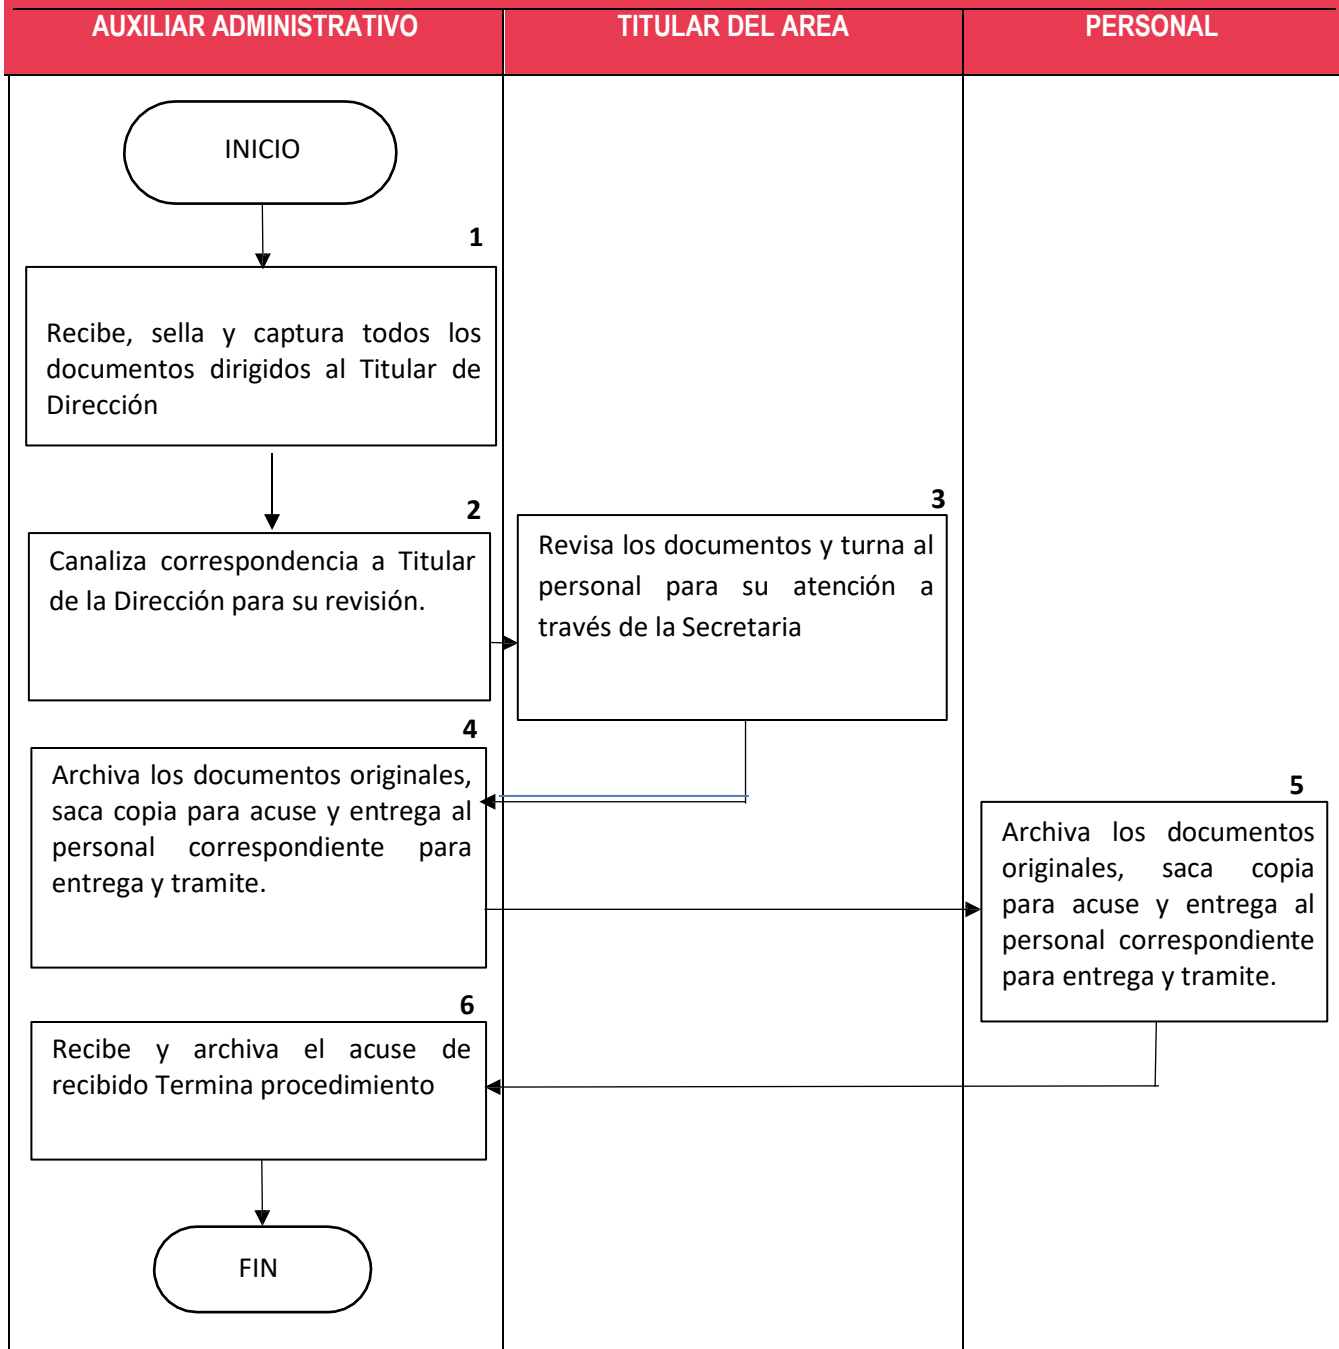 AUXILIAR ADMINISTRATIVO
TITULAR DEL AREA
PERSONAL
INICIO
1
Recibe, sella y captura todos los
documentos dirigidos al Titular de
Dirección
2
Canaliza correspondencia a Titular
de la Dirección para su revisión.
3
Revisa los documentos y turna al
personal para su atención a
través de la Secretaria
4
Archiva los documentos originales,
saca copia para acuse y entrega al
personal correspondiente para
entrega y tramite.
5
Archiva los documentos
originales, saca copia
para acuse y entrega al
personal correspondiente
para entrega y tramite.
6
Recibe y archiva el acuse de
recibido Termina procedimiento
FIN